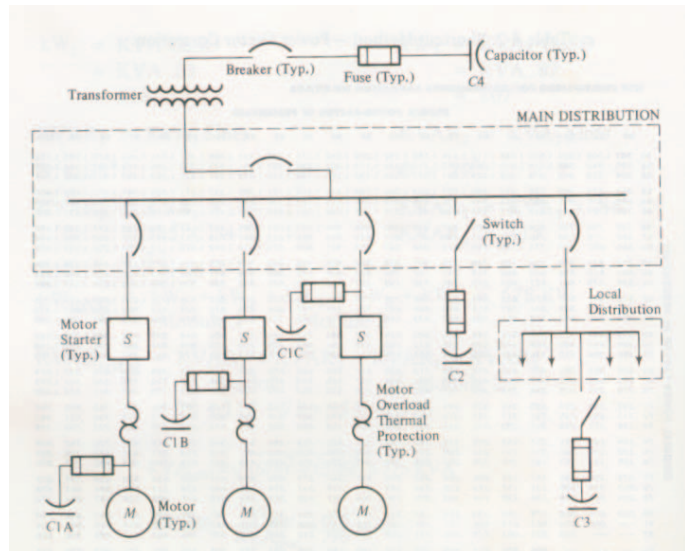 Breaker (Typ.)
Fuse (Typ.)
C4
Capacitor (Typ.)
Transformer
MAIN DISTRIBUTION
Switch
(Typ.)
Motor
Starter
(Typ.)
S
S
C1C
S
C2
Local
Distribution
C1B
Motor
Overload
Thermal
Protection
(Typ.)
C1A
M
Motor
(Typ.)
M
M
C3